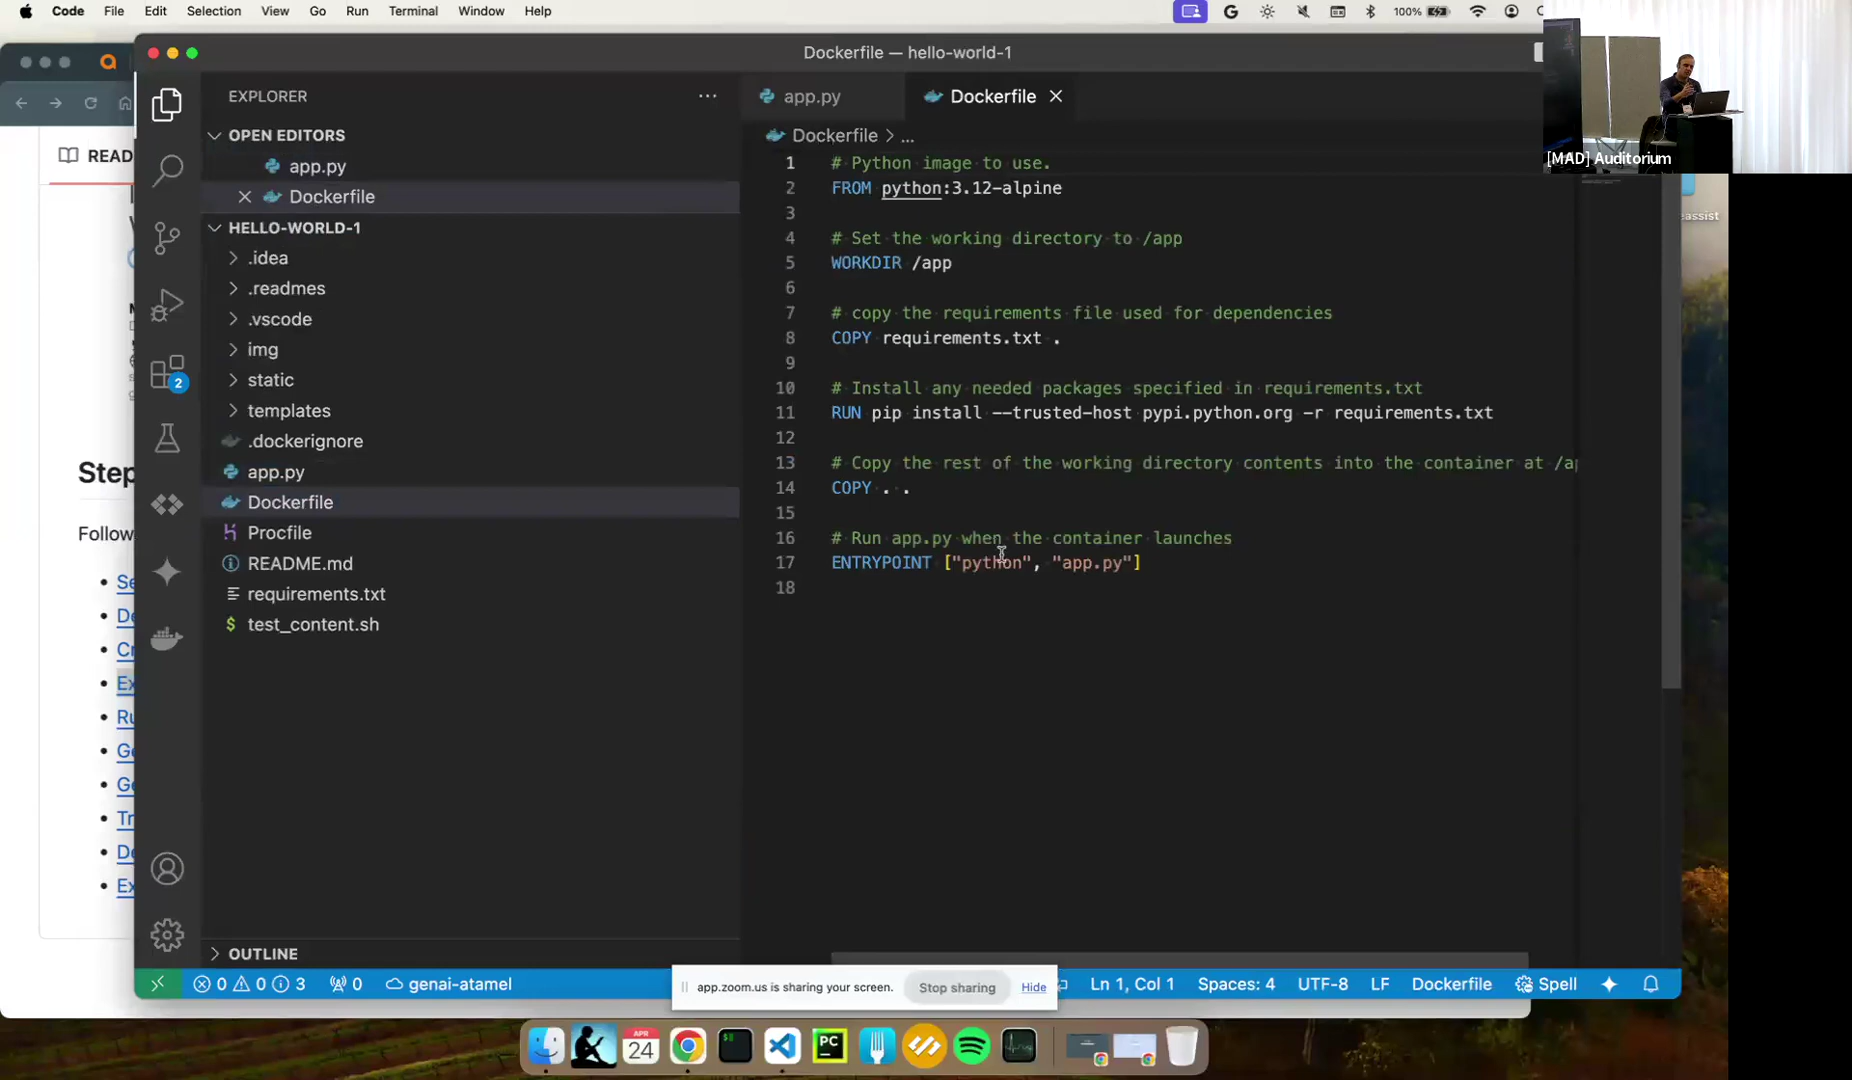 Code File Edit Selection View Go Run Terminal Window Help
100%
Dockerfile — hello-world-1
[MAD] Auditorium
READ
EXPLORER
OPEN EDITORS
app.py
Dockerfile
HELLO-WORLD-1
.idea
.readmes
.vscode
img
static
templates
.dockerignore
app.py
Dockerfile
Procfile
README.md
requirements.txt
test_content.sh
OUTLINE
2
app.py Dockerfile
Dockerfile > ...
1 # Python image to use.
2 FROM python:3.12-alpine
3
4 # Set the working directory to /app
5 WORKDIR /app
6
7 # copy the requirements file used for dependencies
8 COPY requirements.txt .
9
10 # Install any needed packages specified in requirements.txt
11 RUN pip install --trusted-host pypi.python.org -r requirements.txt
12
13 # Copy the rest of the working directory contents into the container at /ap
14 COPY . .
15
16 # Run app.py when the container launches
17 ENTRYPOINT ["python", "app.py"]
18
eassist
Step
Follow
Se
De
Cr
Ex
Ru
Ge
Ge
Tr
De
Ex
0 0 3 0 genai-atamel
Ln 1, Col 1 Spaces: 4 UTF-8 LF Dockerfile Spell
app.zoom.us is sharing your screen. Stop sharing Hide
APR
24
PC